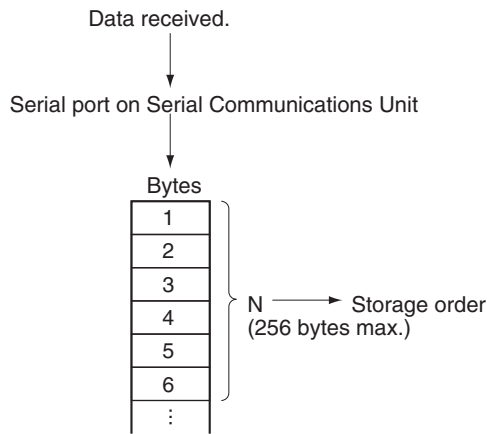 Data received.
Serial port on Serial Communications Unit
Bytes
1
2
3
4
5
6
⋮
N
Storage order
(256 bytes max.)